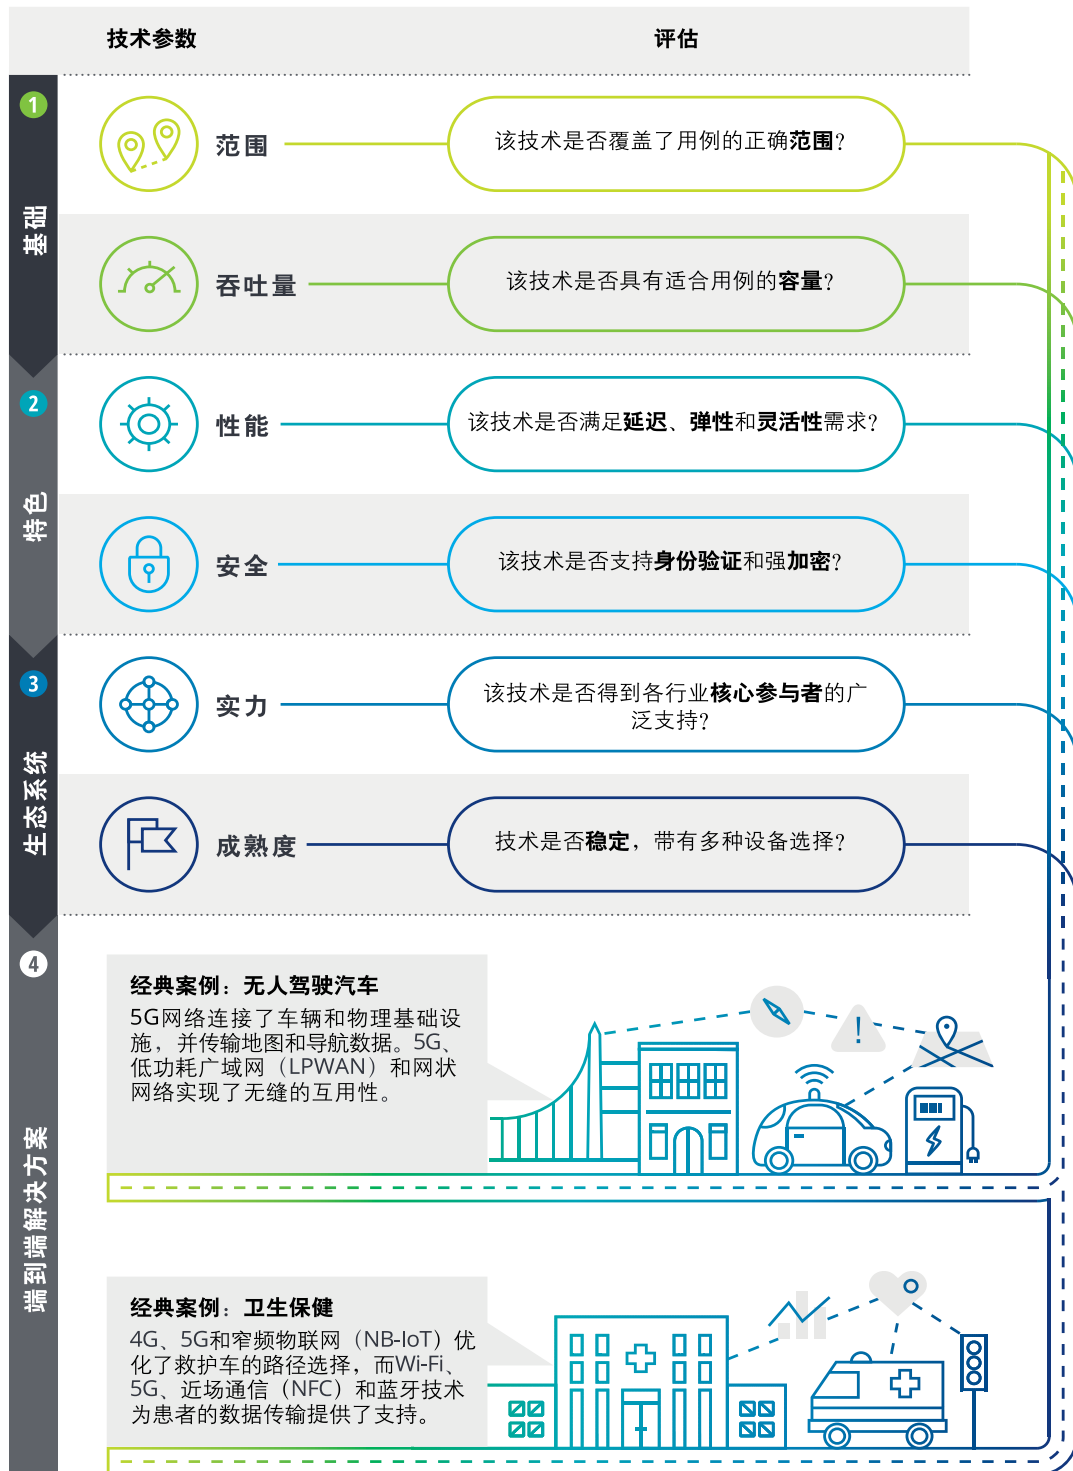 技术参数
评估
1
基础
范围
该技术是否覆盖了用例的正确范围?
吞吐量
该技术是否具有适合用例的容量?
2
特色
性能
该技术是否满足延迟、弹性和灵活性需求?
安全
该技术是否支持身份验证和强加密?
3
生态系统
实力
该技术是否得到各行业核心参与者的广
泛支持?
成熟度
技术是否稳定，带有多种设备选择?
4
端到端解决方案
经典案例：无人驾驶汽车
5G网络连接了车辆和物理基础设
施，并传输地图和导航数据。5G、
低功耗广域网（LPWAN）和网状
网络实现了无缝的互用性。
!
经典案例：卫生保健
4G、5G和窄频物联网（NB-IoT）优
化了救护车的路径选择，而Wi-Fi、
5G、近场通信（NFC）和蓝牙技术
为患者的数据传输提供了支持。